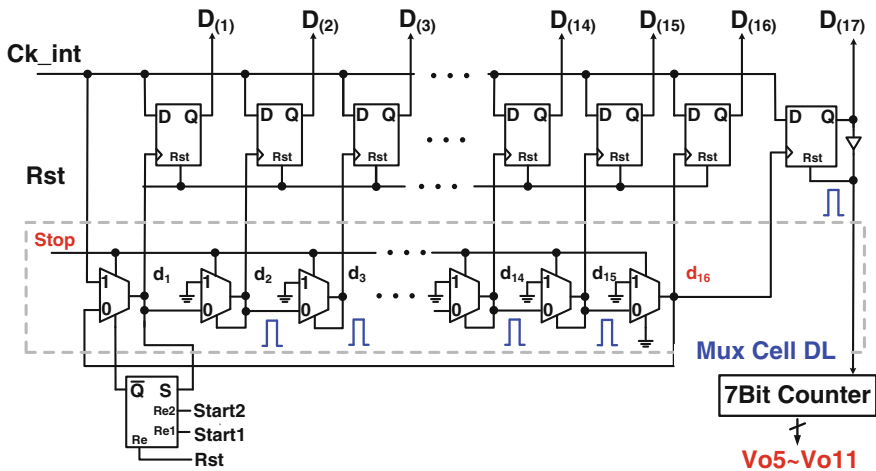 D(1) D(2) D(3) D(14) D(15) D(16) D(17)
Ck_int
D Q D Q D Q D Q D Q D Q D Q
Rst Rst Rst Rst Rst Rst Rst
Rst
Stop
d1 d2 d3 d14 d15 d16
1 1 1 1 1 1
0 0 0 0 0 0
Mux Cell DL
Q̅ S
Re2 Start2
Re1 Start1
Re
Rst
7Bit Counter
Vo5~Vo11